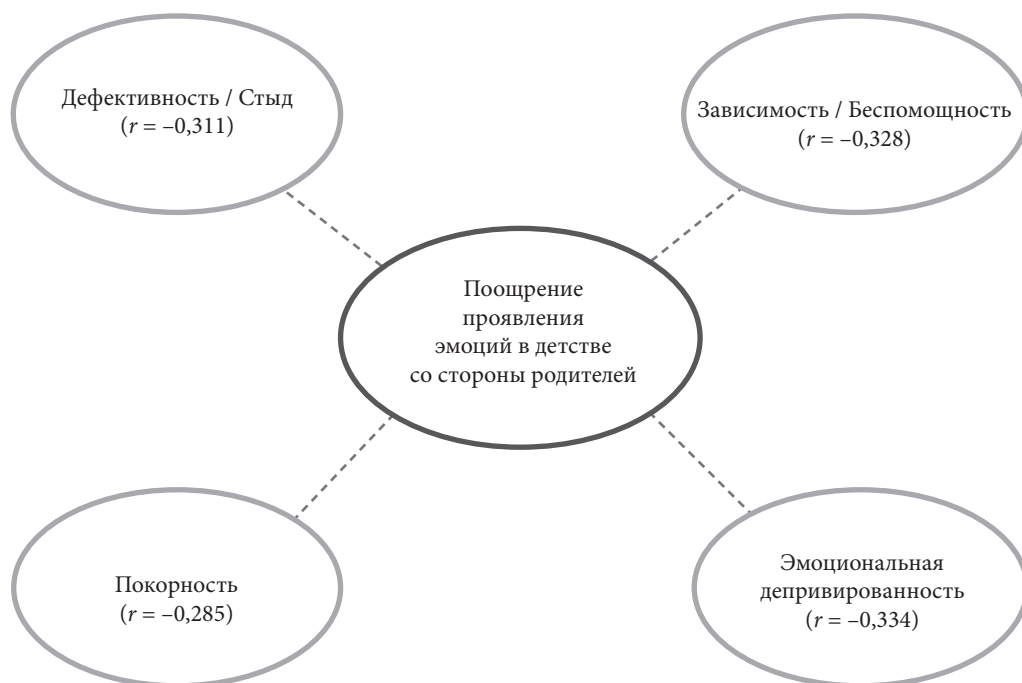 Дефективность / Стыд
(r = –0,311)
Зависимость / Беспомощность
(r = –0,328)
Поощрение
проявления
эмоций в детстве
со стороны родителей
Покорность
(r = –0,285)
Эмоциональная
депривированность
(r = –0,334)